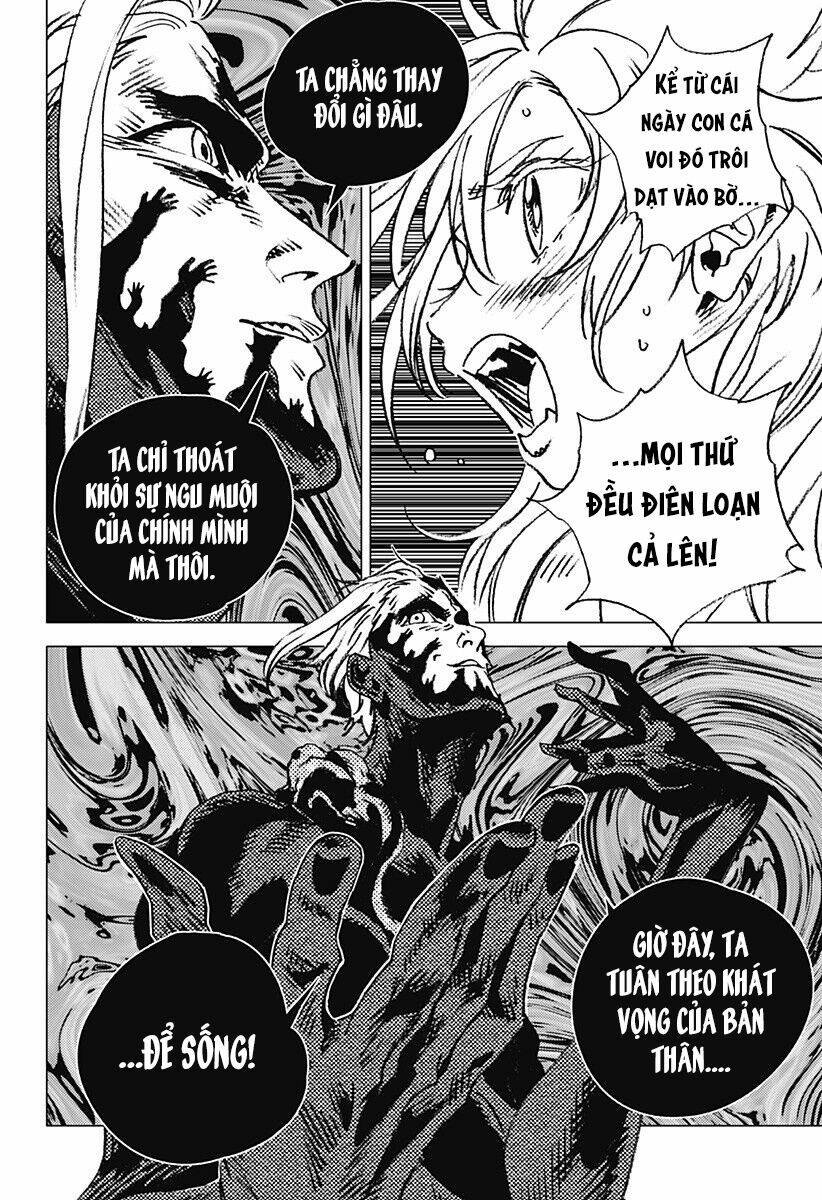 KỂ TỪ CÁI
NGÀY CON CÁ
VOI ĐÓ TRÔI
DẠT VÀO BỜ...
...MỌI THỨ
ĐỀU ĐIÊN LOẠN
CẢ LÊN!
TA CHẲNG THAY
ĐỔI GÌ ĐÂU.
TA CHỈ THOÁT
KHỎI SỰ NGU MUỘI
CỦA CHÍNH MÌNH
MÀ THÔI.
GIỜ ĐÂY, TA
TUÂN THEO KHÁT
VỌNG CỦA BẢN
THÂN....
...ĐỂ SỐNG!